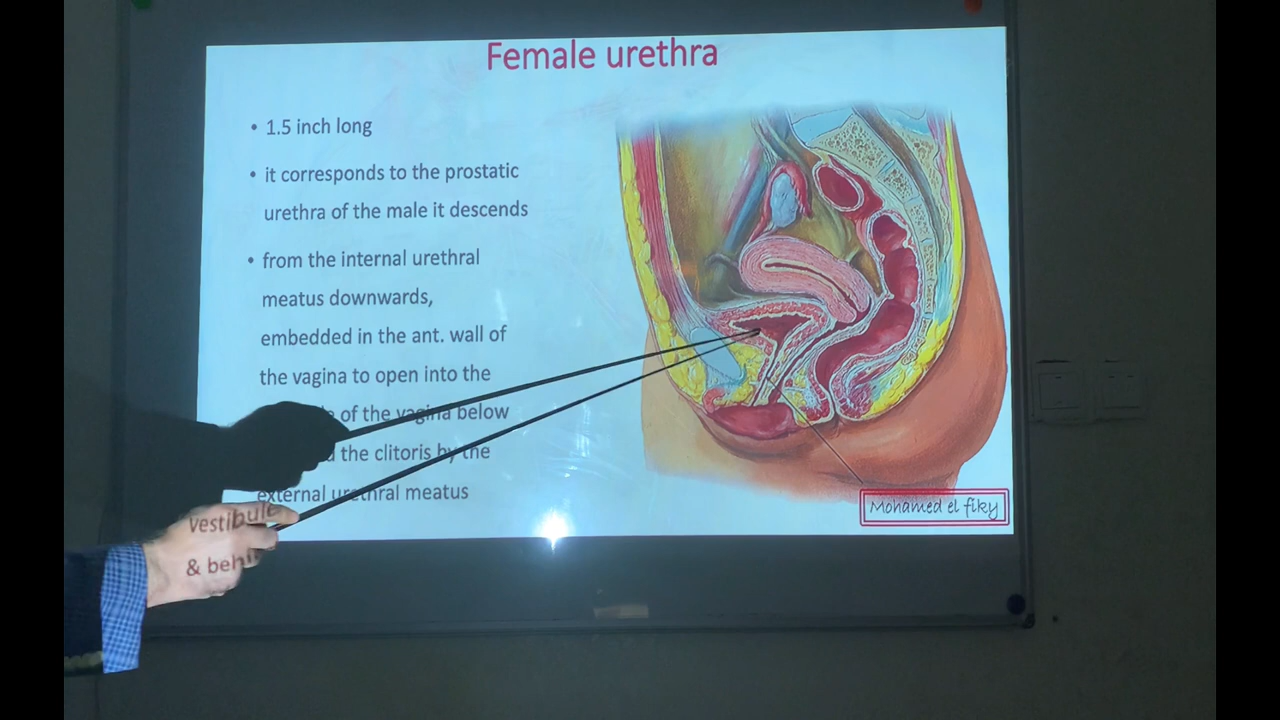 Female urethra
• 1.5 inch long
• it corresponds to the prostatic
urethra of the male it descends
• from the internal urethral
meatus downwards,
embedded in the ant. wall of
the vagina to open into the
Vestibule of the vagina below
& behind the clitoris by the
external urethral meatus
Mohamed el fiky